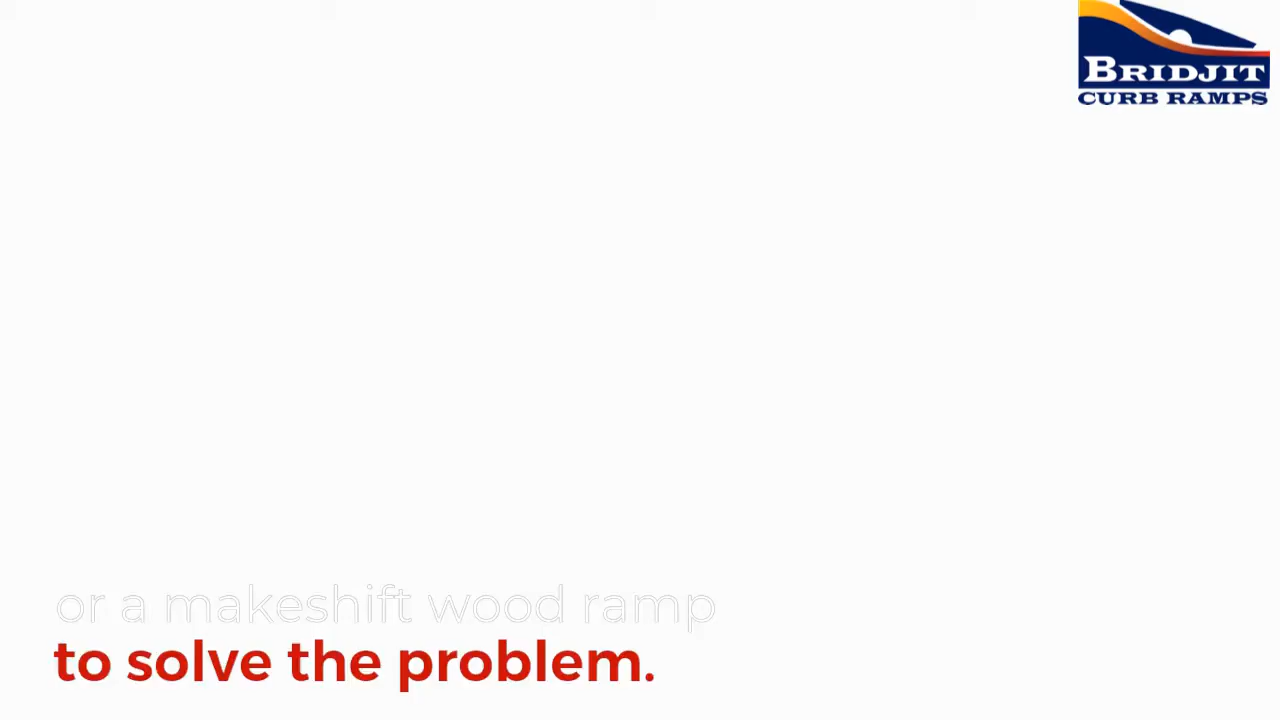 BRIDJIT
CURB RAMPS
or a makeshift wood ramp
to solve the problem.